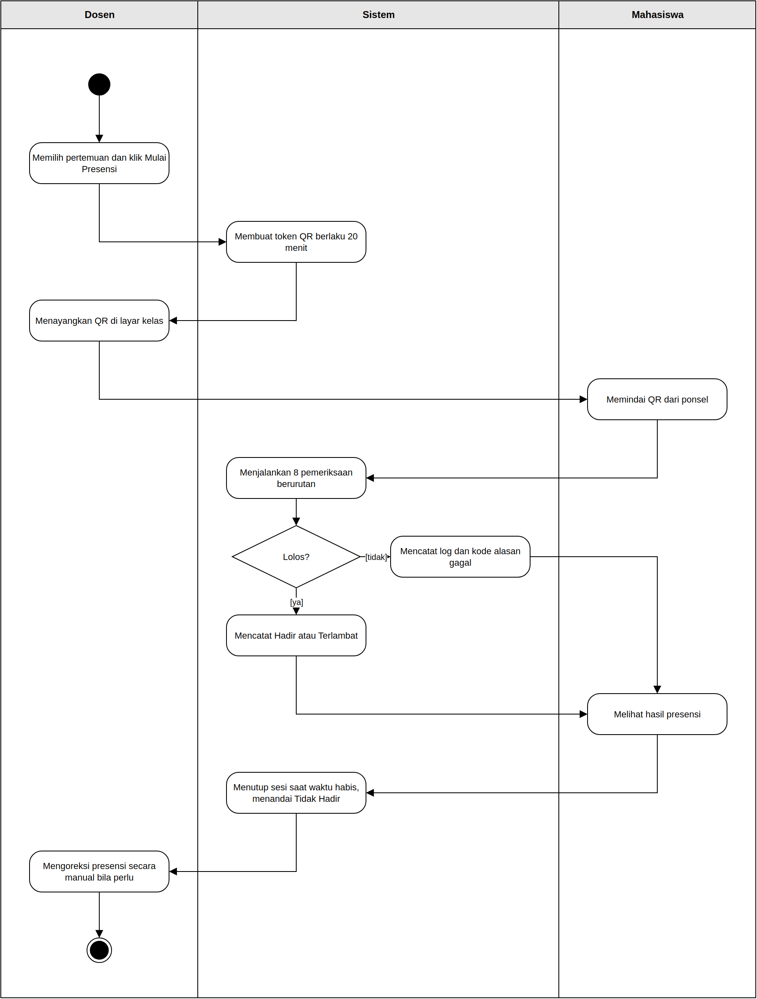 Dosen
Sistem
Mahasiswa
Memilih pertemuan dan klik Mulai
Presensi
Membuat token QR berlaku 20
menit
Menayangkan QR di layar kelas
Memindai QR dari ponsel
Menjalankan 8 pemeriksaan
berurutan
Lolos?
[tidak]
Mencatat log dan kode alasan
gagal
[ya]
Mencatat Hadir atau Terlambat
Melihat hasil presensi
Menutup sesi saat waktu habis,
menandai Tidak Hadir
Mengoreksi presensi secara
manual bila perlu